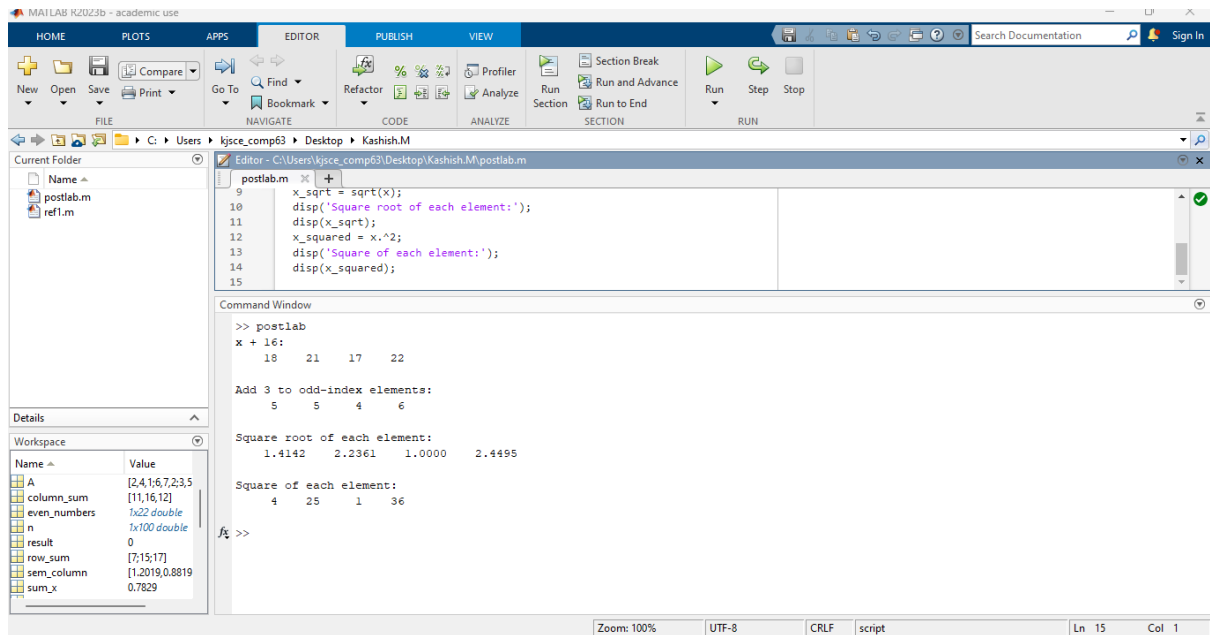 MATLAB R2023b - academic use
HOME PLOTS APPS EDITOR PUBLISH VIEW Search Documentation Sign In
New Open Save Compare Print
FILE
Go To Find Bookmark
NAVIGATE
Refactor
CODE
Profiler Analyze
ANALYZE
Run Section Section Break Run and Advance Run to End
SECTION
Run Step Stop
RUN
C: Users kjsce_comp63 Desktop Kashish.M
Current Folder
Name
postlab.m
ref1.m
Details
Workspace
Name Value
A [2,4,1;6,7,2;3,5
column_sum [11,16,12]
even_numbers 1x22 double
n 1x100 double
result 0
row_sum [7;15;17]
sem_column [1.2019,0.8819
sum_x 0.7829
Editor - C:\Users\kjsce_comp63\Desktop\Kashish.M\postlab.m
postlab.m
9 x_sqrt = sqrt(x);
10 disp('Square root of each element:');
11 disp(x_sqrt);
12 x_squared = x.^2;
13 disp('Square of each element:');
14 disp(x_squared);
15
Command Window
>> postlab
x + 16:
18 21 17 22
Add 3 to odd-index elements:
5 5 4 6
Square root of each element:
1.4142 2.2361 1.0000 2.4495
Square of each element:
4 25 1 36
fx >>
Zoom: 100% UTF-8 CRLF script Ln 15 Col 1